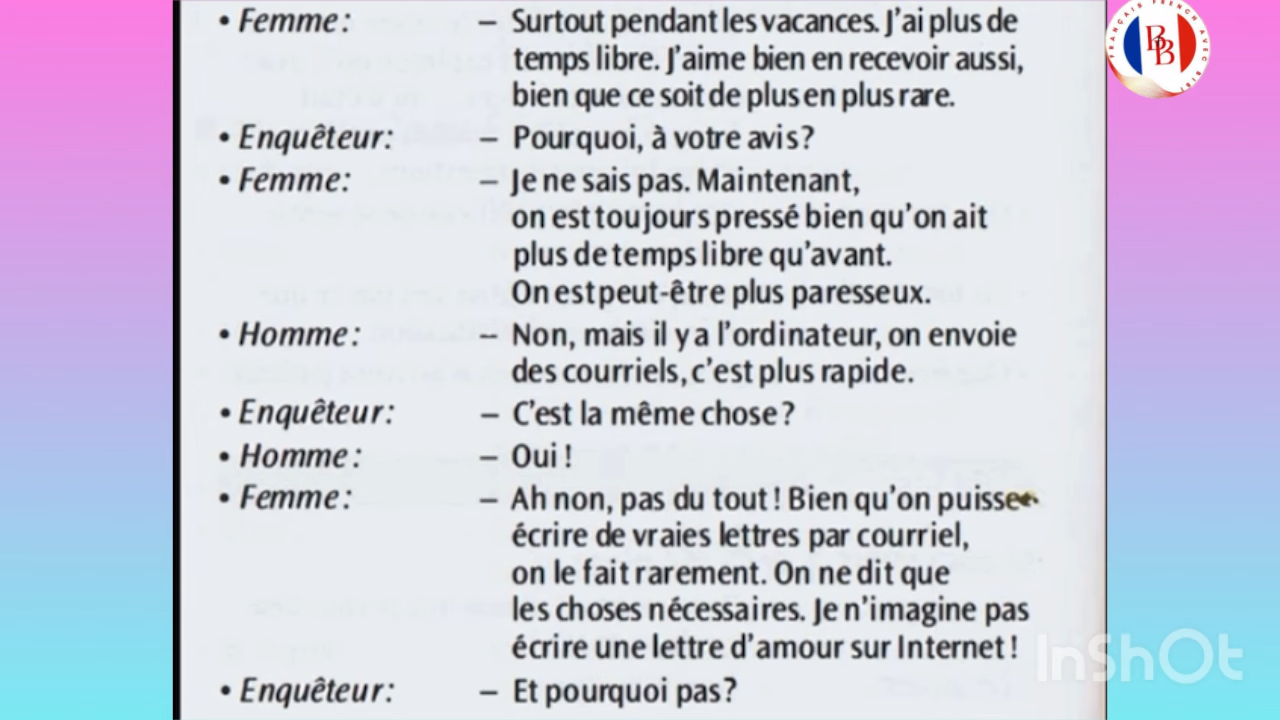 • Femme : – Surtout pendant les vacances. J'ai plus de
temps libre. J'aime bien en recevoir aussi,
bien que ce soit de plus en plus rare.
• Enquêteur : – Pourquoi, à votre avis ?
• Femme : – Je ne sais pas. Maintenant,
on est toujours pressé bien qu'on ait
plus de temps libre qu'avant.
On est peut-être plus paresseux.
• Homme : – Non, mais il y a l'ordinateur, on envoie
des courriels, c'est plus rapide.
• Enquêteur : – C'est la même chose ?
• Homme : – Oui !
• Femme : – Ah non, pas du tout ! Bien qu'on puisse
écrire de vraies lettres par courriel,
on le fait rarement. On ne dit que
les choses nécessaires. Je n'imagine pas
écrire une lettre d'amour sur Internet !
• Enquêteur : – Et pourquoi pas ?
FRANÇAIS FRENCH AVEC
BB
InShOt